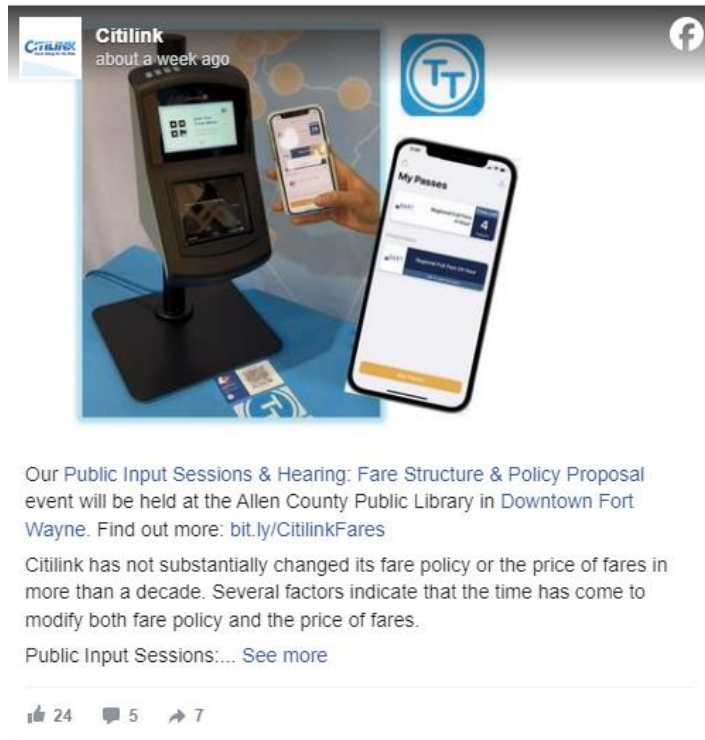 CITILINK
Citilink
about a week ago
TT
My Passes
4
Our Public Input Sessions & Hearing: Fare Structure & Policy Proposal
event will be held at the Allen County Public Library in Downtown Fort
Wayne. Find out more: bit.ly/CitilinkFares
Citilink has not substantially changed its fare policy or the price of fares in
more than a decade. Several factors indicate that the time has come to
modify both fare policy and the price of fares.
Public Input Sessions:... See more
24 5 7